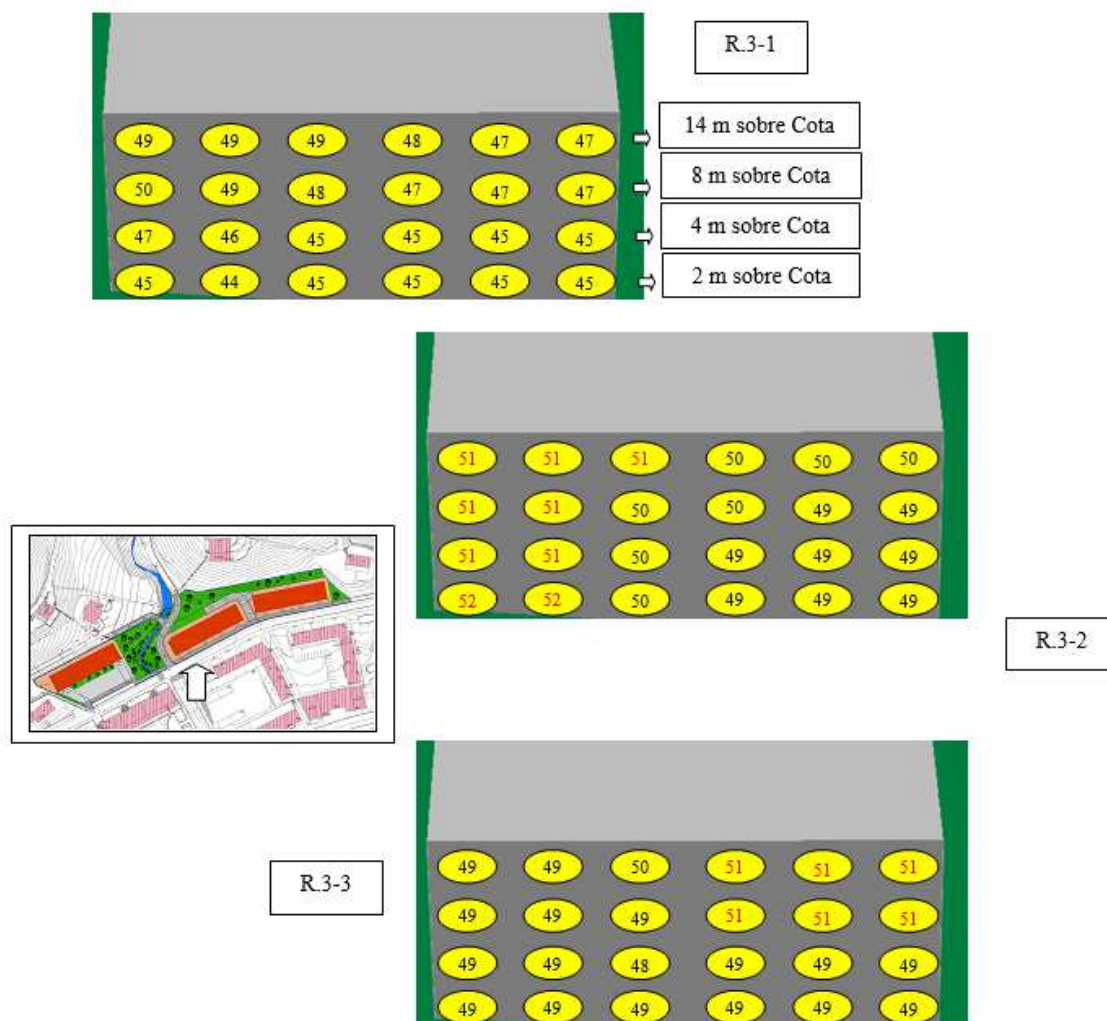 R.3-1
49 49 49 48 47 47
14 m sobre Cota
50 49 48 47 47 47
8 m sobre Cota
47 46 45 45 45 45
4 m sobre Cota
45 44 45 45 45 45
2 m sobre Cota
51 51 51 50 50 50
51 51 50 50 49 49
51 51 50 49 49 49
52 52 50 49 49 49
R.3-2
R.3-3
49 49 50 51 51 51
49 49 49 51 51 51
49 49 48 49 49 49
49 49 49 49 49 49